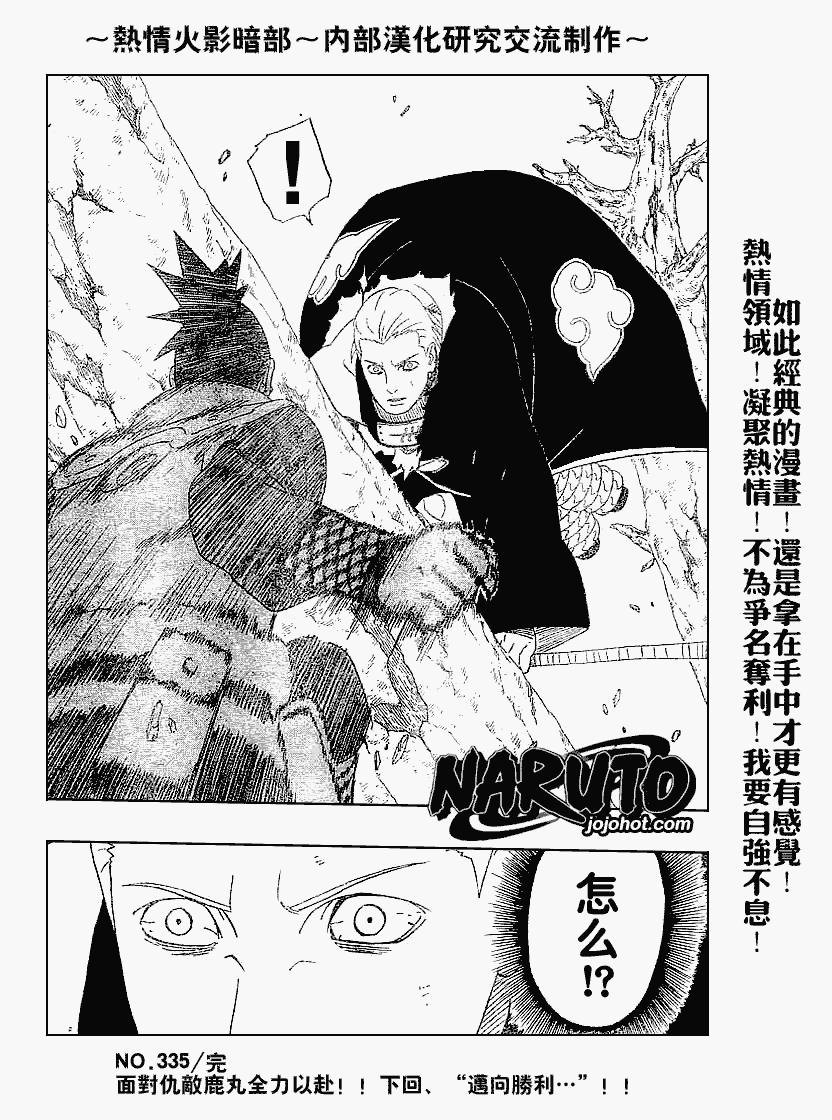 ～熱情火影暗部～内部漢化研究交流制作～
！
如此經典的漫畫！還是拿在手中才更有感覺！
熱情領域！凝聚熱情！不為爭名奪利！我要自強不息！
NARUTO
jojohot.com
怎
么
!?
NO.335/完
面對仇敵鹿丸全力以赴！！下回、“邁向勝利…”！！